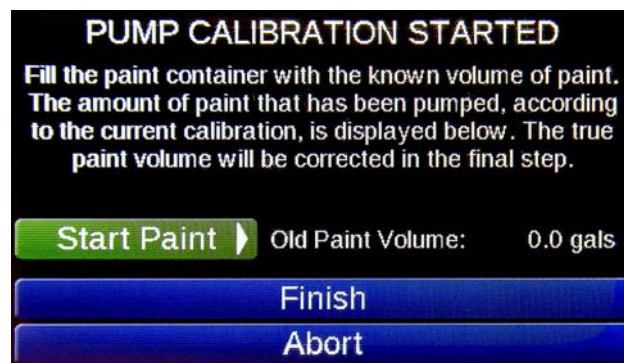 PUMP CALIBRATION STARTED
Fill the paint container with the known volume of paint.
The amount of paint that has been pumped, according
to the current calibration, is displayed below. The true
paint volume will be corrected in the final step.
Start Paint Old Paint Volume: 0.0 gals
Finish
Abort